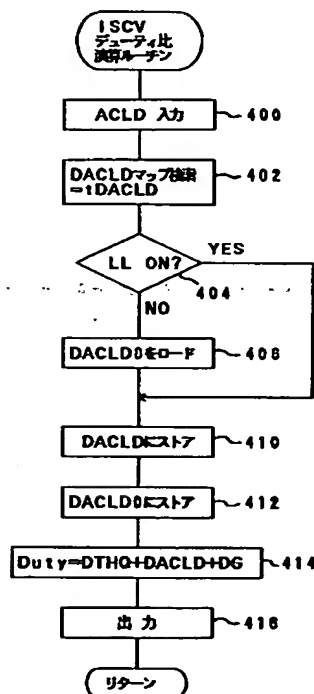 ISCV
デューティ比
演算ルーチン
ACLD 入力
400
DACLDマップ検索
=tDACLD
402
LL ON?
YES
404
NO
DACLD0をロード
408
DACLDにストア
410
DACLD0にストア
412
Duty=DTHQ+DACLD+DG
414
出 力
416
リターン